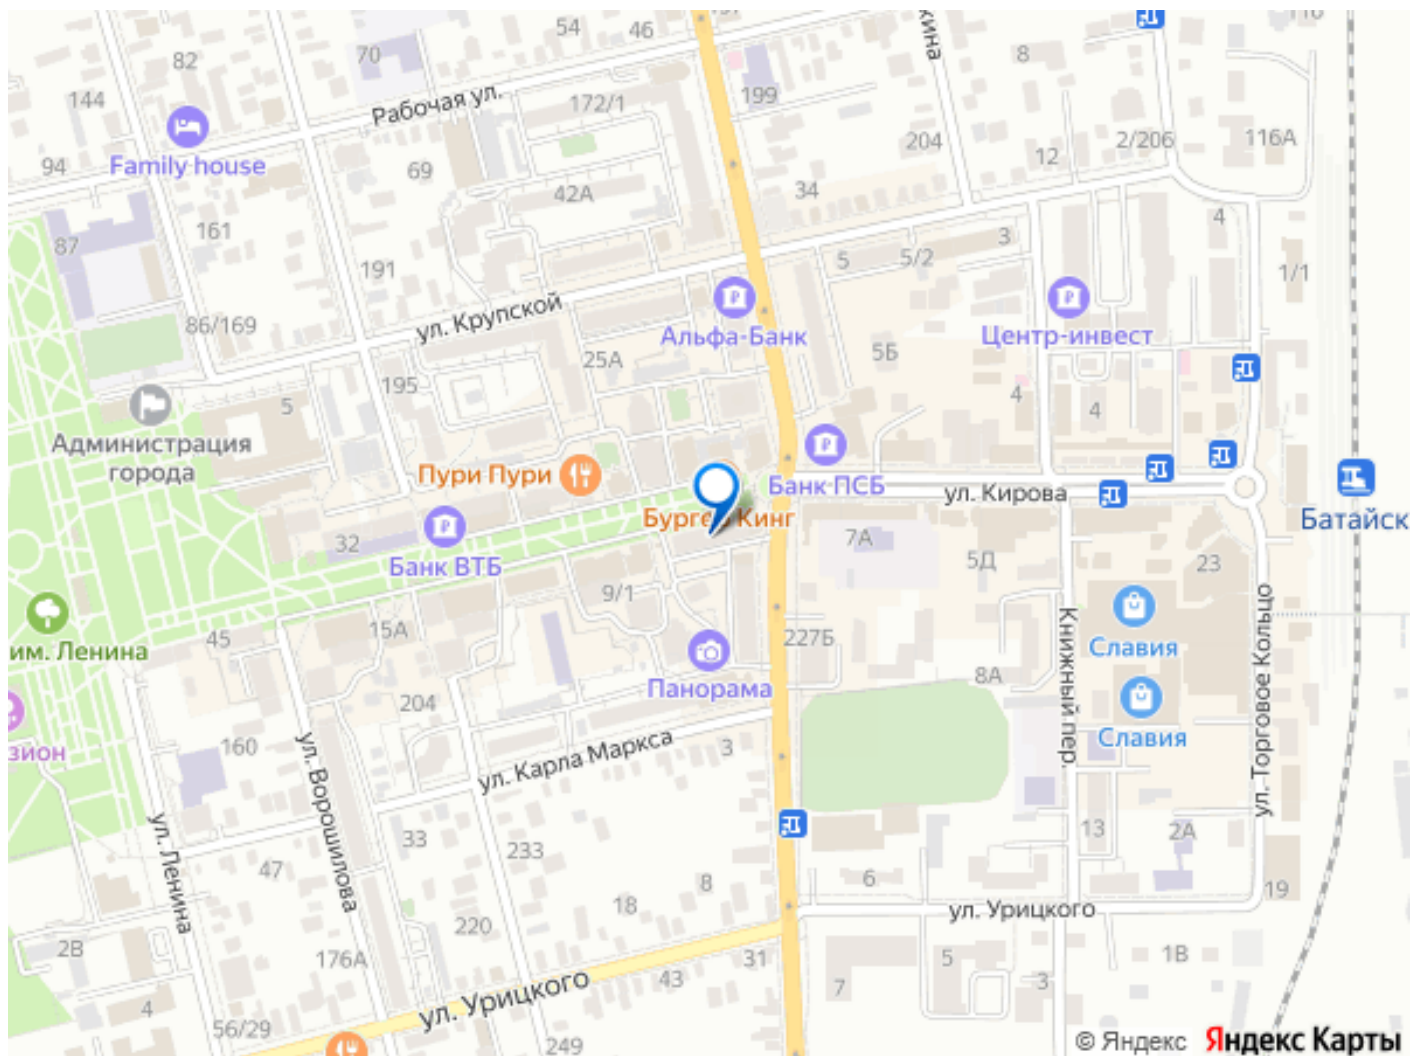 54
46
82
70
8
144
199
Рабочая ул.
172/1
204
2/206
116А
Family house
94
69
12
42А
34
161
87
4
3
5
5/2
191
1/1
86/169
ул. Крупской
Альфа-Банк
Центр-инвест
5Б
25А
195
5
4
4
Администрация
города
Пури Пури
Банк ПСБ
ул. Кирова
Бургер Кинг
Батайск
32
Банк ВТБ
7А
5Д
23
9/1
15А
45
227Б
им. Ленина
Славия
8А
Панорама
204
Книжный пер.
ул. Торговое Кольцо
Славия
зион
160
ул. Карла Маркса
3
ул. Ворошилова
ул. Ленина
33
13
2А
233
47
8
6
19
18
ул. Урицкого
220
2В
176А
31
5
1В
43
7
3
ул. Урицкого
4
56/29
249
© Яндекс Яндекс Карты